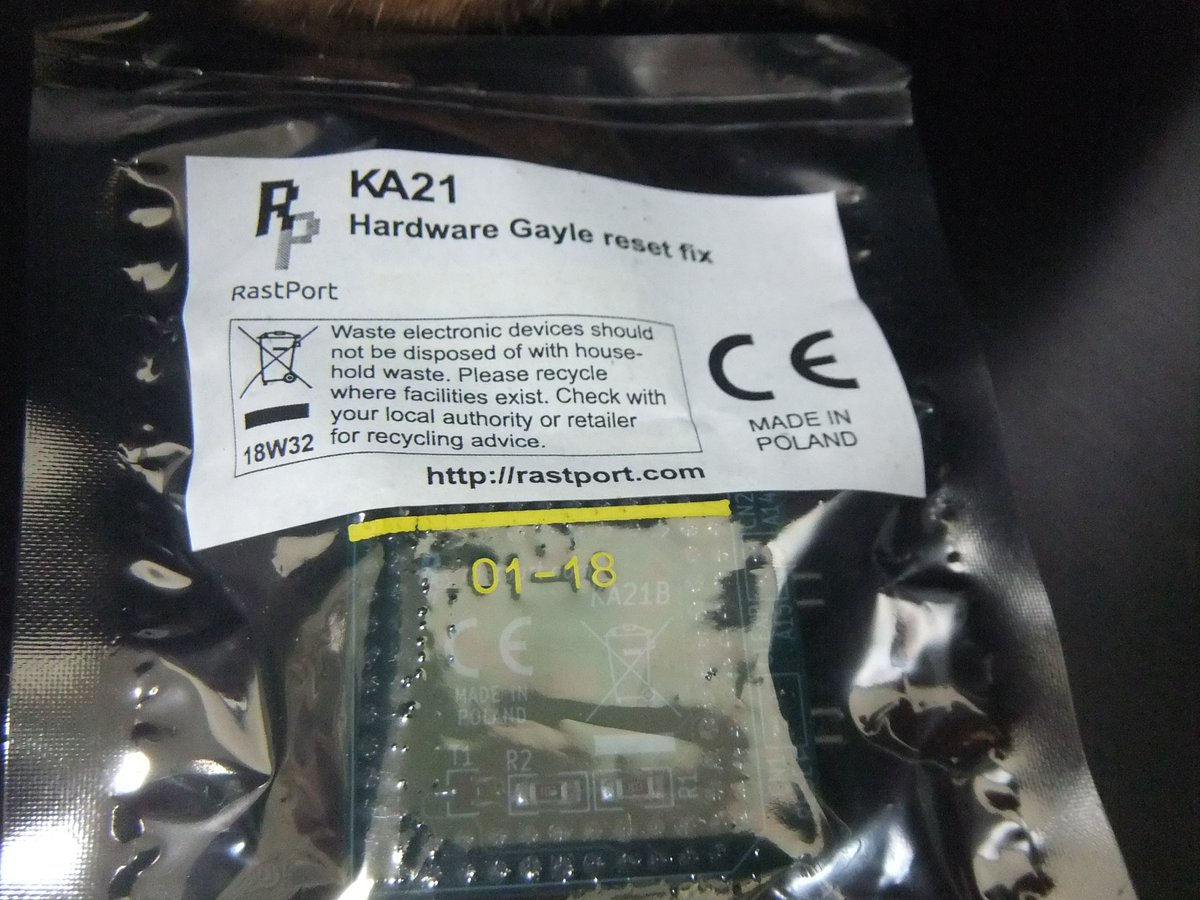 KA21
Hardware Gayle reset fix
RP
RastPort
Waste electronic devices should
not be disposed of with house-
hold waste. Please recycle
where facilities exist. Check with
your local authority or retailer
for recycling advice.
18W32
CE
MADE IN
POLAND
http://rastport.com
01-18
KA21B
CE
MADE IN
POLAND
T1
R2
R1
A14